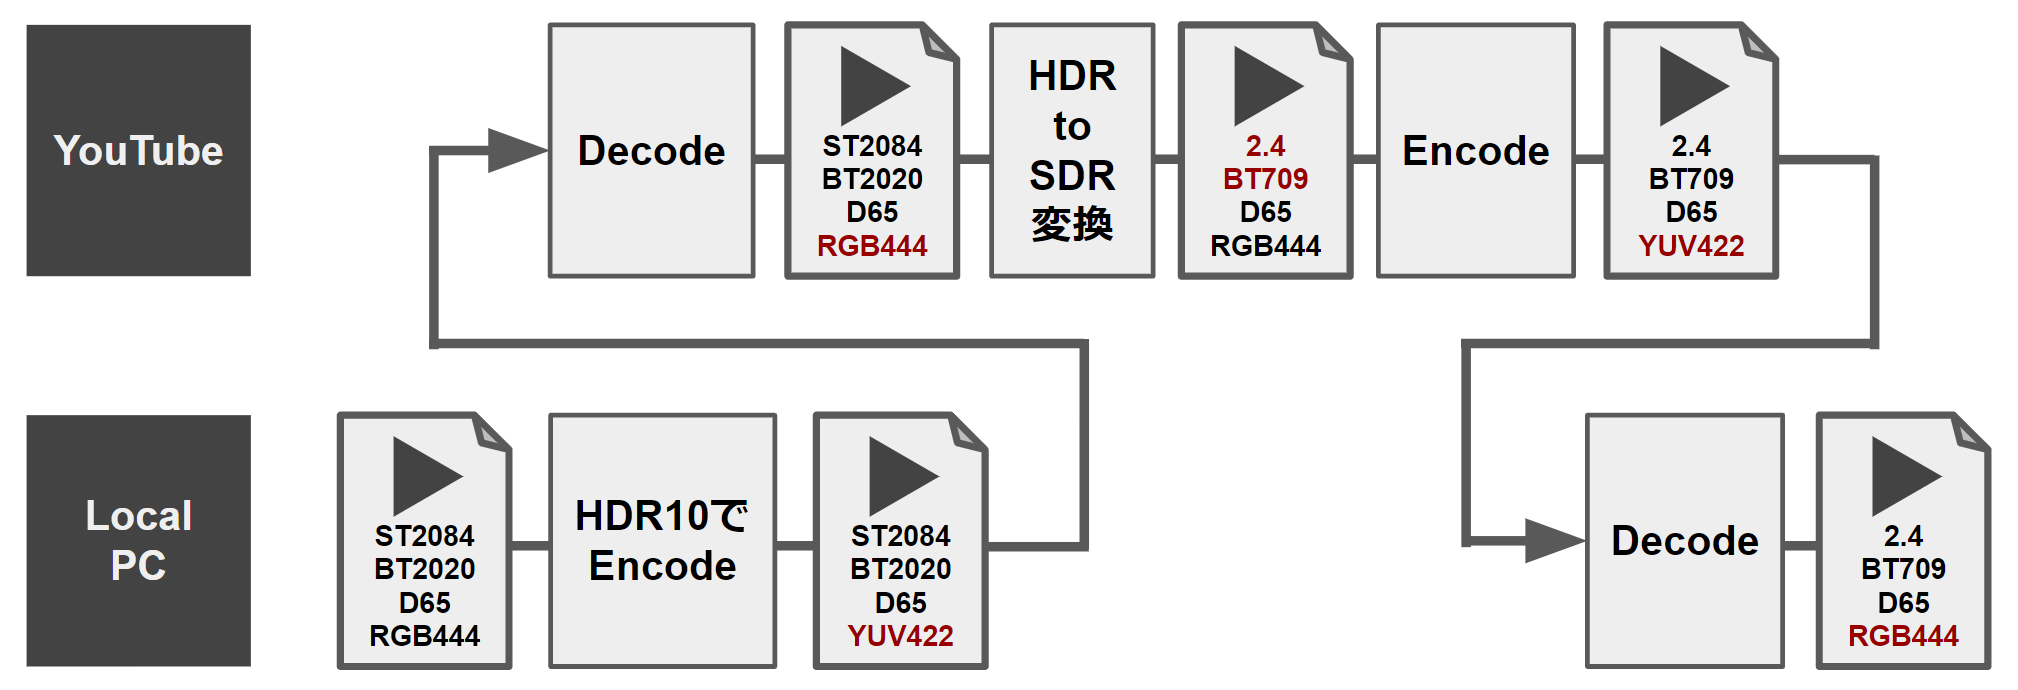 YouTube
Decode
ST2084
BT2020
D65
RGB444
HDR
to
SDR
変換
2.4
BT709
D65
RGB444
Encode
2.4
BT709
D65
YUV422
Local
PC
ST2084
BT2020
D65
RGB444
HDR10で
Encode
ST2084
BT2020
D65
YUV422
Decode
2.4
BT709
D65
RGB444